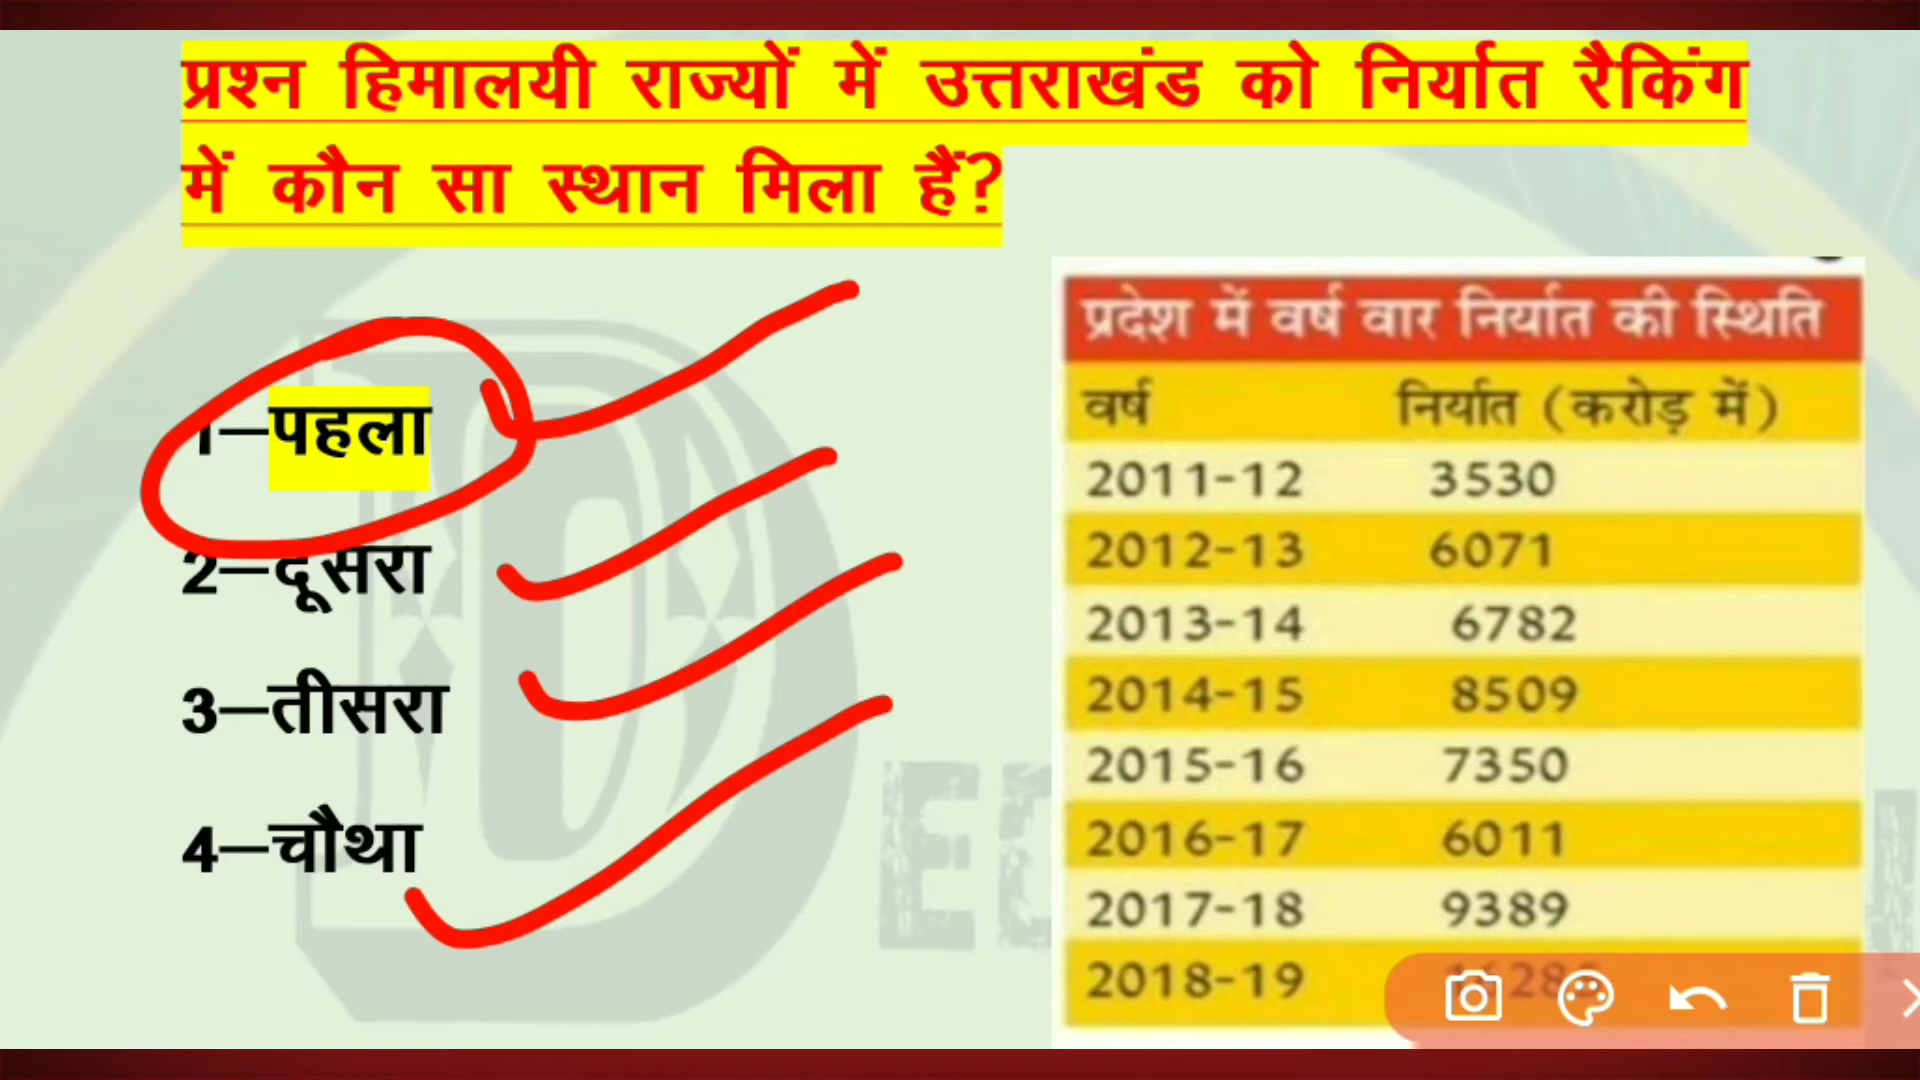 प्रश्न हिमालयी राज्यों में उत्तराखंड को निर्यात रैकिंग
में कौन सा स्थान मिला हैं?
1–पहला
2–दूसरा
3–तीसरा
4–चौथा
प्रदेश में वर्ष वार निर्यात की स्थिति
वर्ष निर्यात (करोड़ में)
2011-12 3530
2012-13 6071
2013-14 6782
2014-15 8509
2015-16 7350
2016-17 6011
2017-18 9389
2018-19